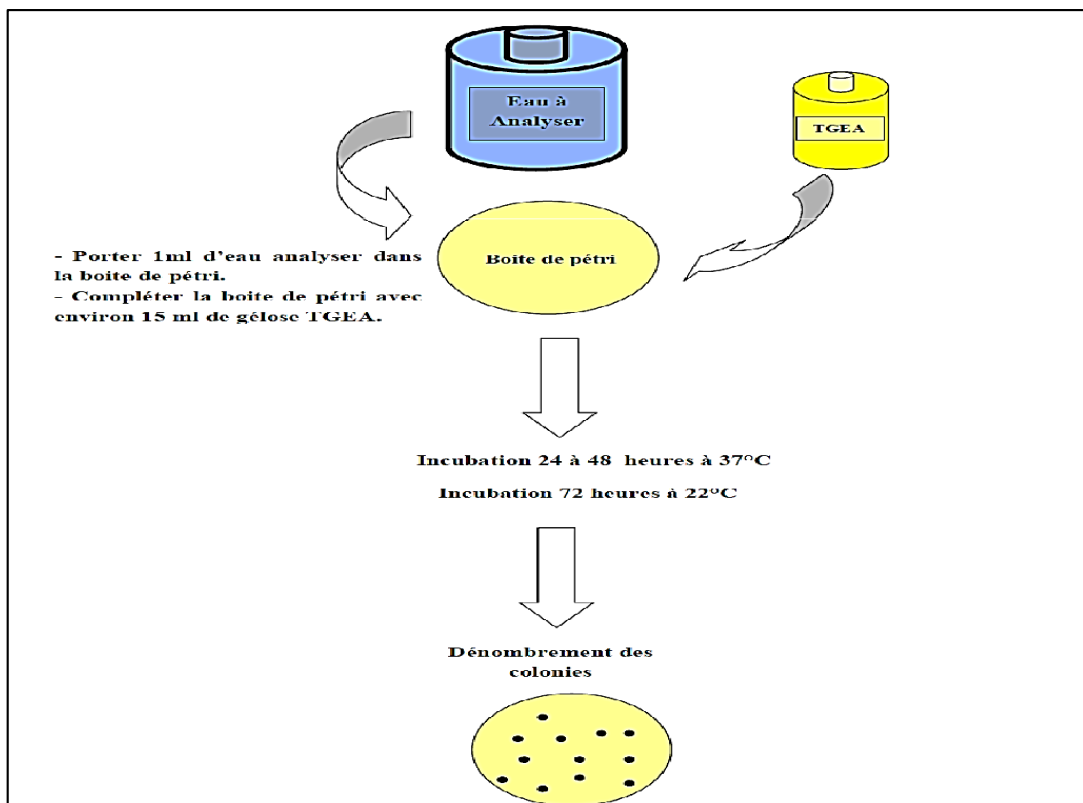 Eau à
Analyser
TGEA
Boite de pétri
- Porter 1ml d'eau analyser dans
la boite de pétri.
- Compléter la boite de pétri avec
environ 15 ml de gélose TGEA.
Incubation 24 à 48 heures à 37°C
Incubation 72 heures à 22°C
Dénombrement des
colonies